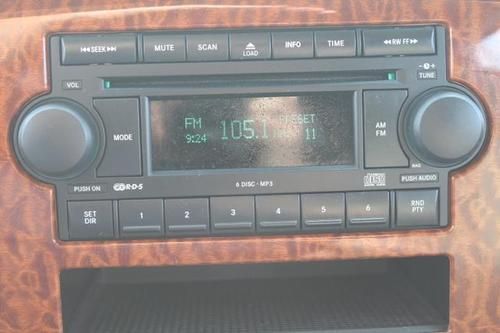 SEEK MUTE SCAN LOAD INFO TIME RW FF
VOL TUNE
MODE FM 105.1 PRESET AM FM
9:24 11
PUSH ON R·D·S 6 DISC · MP3 PUSH AUDIO
SET DIR 1 2 3 4 5 6 RND PTY